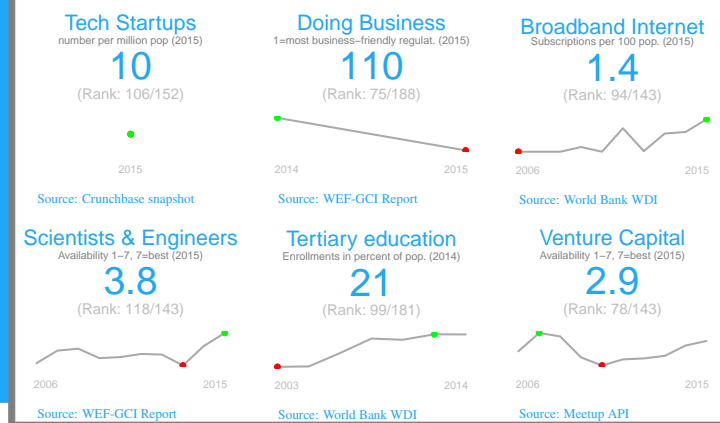 Tech Startups
number per million pop (2015)
10
(Rank: 106/152)
2015
Source: Crunchbase snapshot
Doing Business
1=most business−friendly regulat. (2015)
110
(Rank: 75/188)
2014 2015
Source: WEF-GCI Report
Broadband Internet
Subscriptions per 100 pop. (2015)
1.4
(Rank: 94/143)
2006 2015
Source: World Bank WDI
Scientists & Engineers
Availability 1−7, 7=best (2015)
3.8
(Rank: 118/143)
2006 2015
Source: WEF-GCI Report
Tertiary education
Enrollments in percent of pop. (2014)
21
(Rank: 99/181)
2003 2014
Source: World Bank WDI
Venture Capital
Availability 1−7, 7=best (2015)
2.9
(Rank: 78/143)
2006 2015
Source: Meetup API